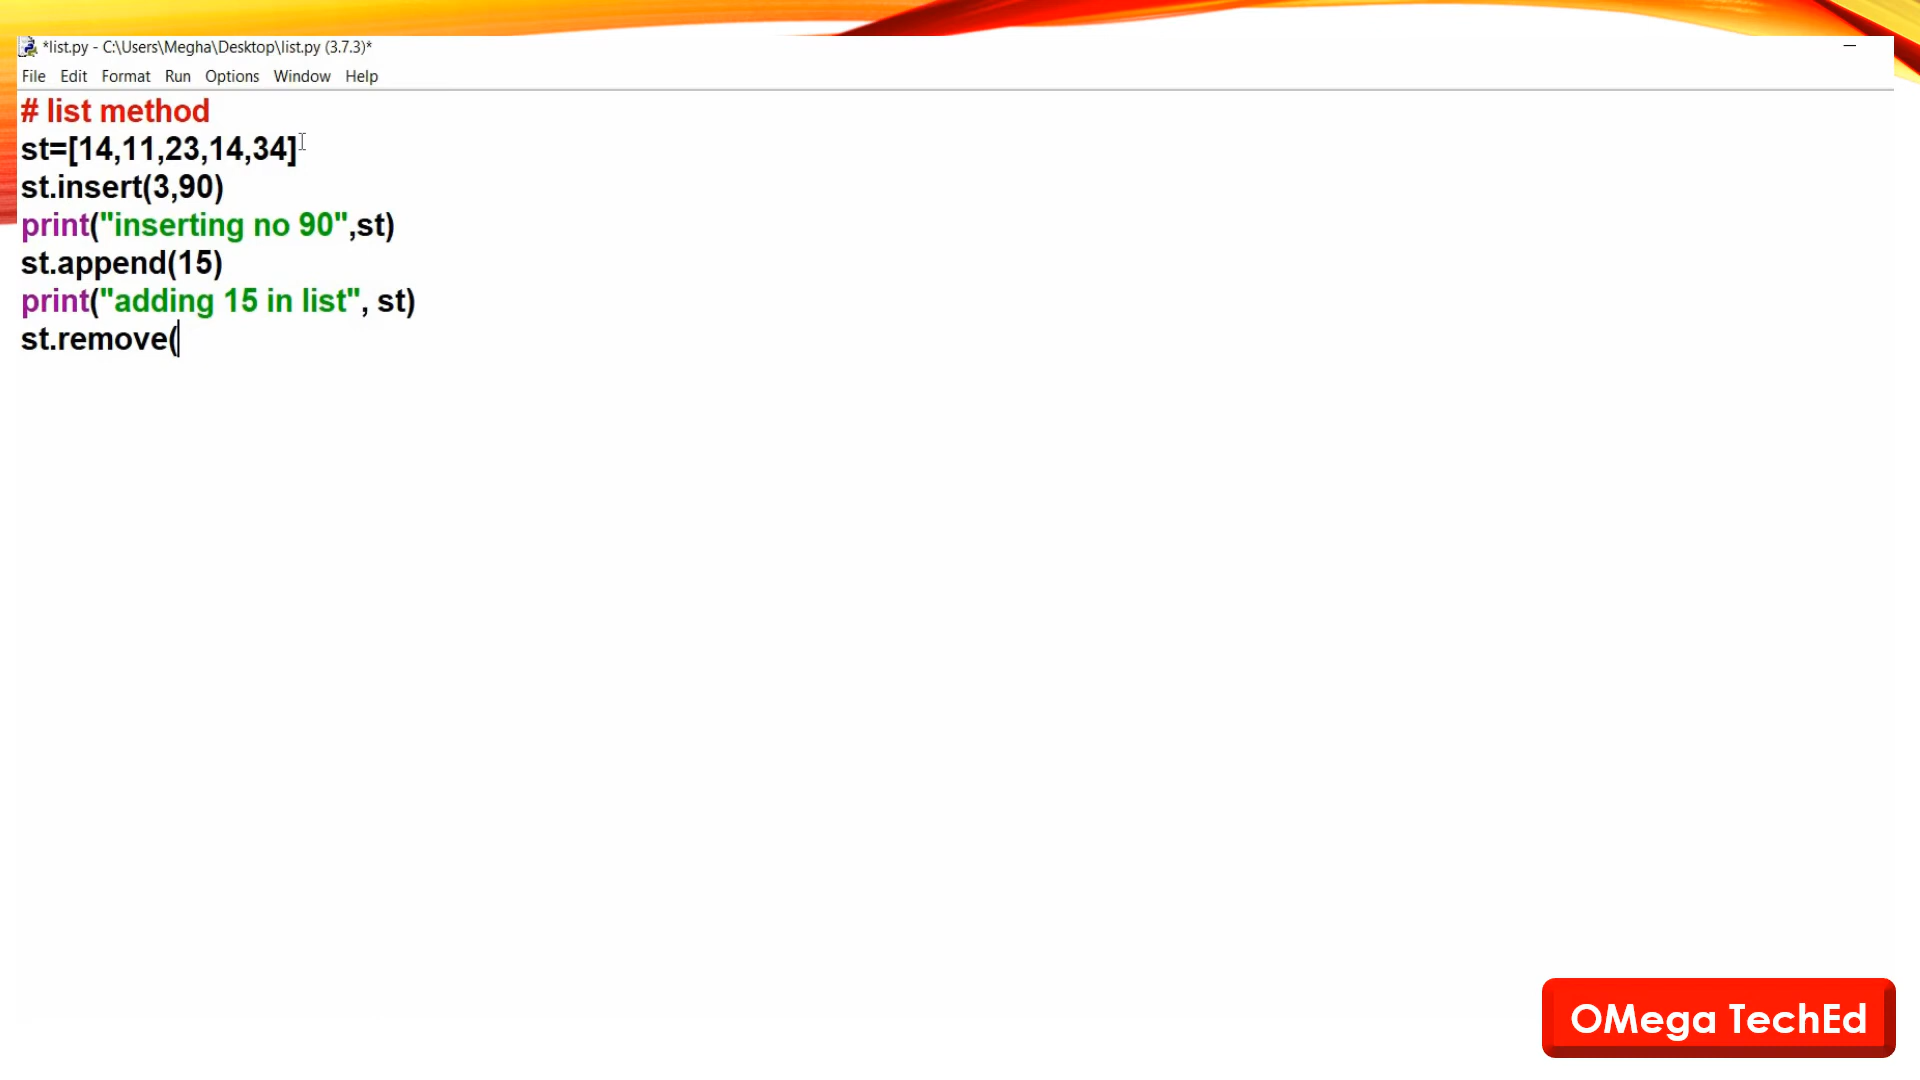 *list.py - C:\Users\Megha\Desktop\list.py (3.7.3)*
File Edit Format Run Options Window Help
# list method
st=[14,11,23,14,34]
st.insert(3,90)
print("inserting no 90",st)
st.append(15)
print("adding 15 in list", st)
st.remove(
OMega TechEd